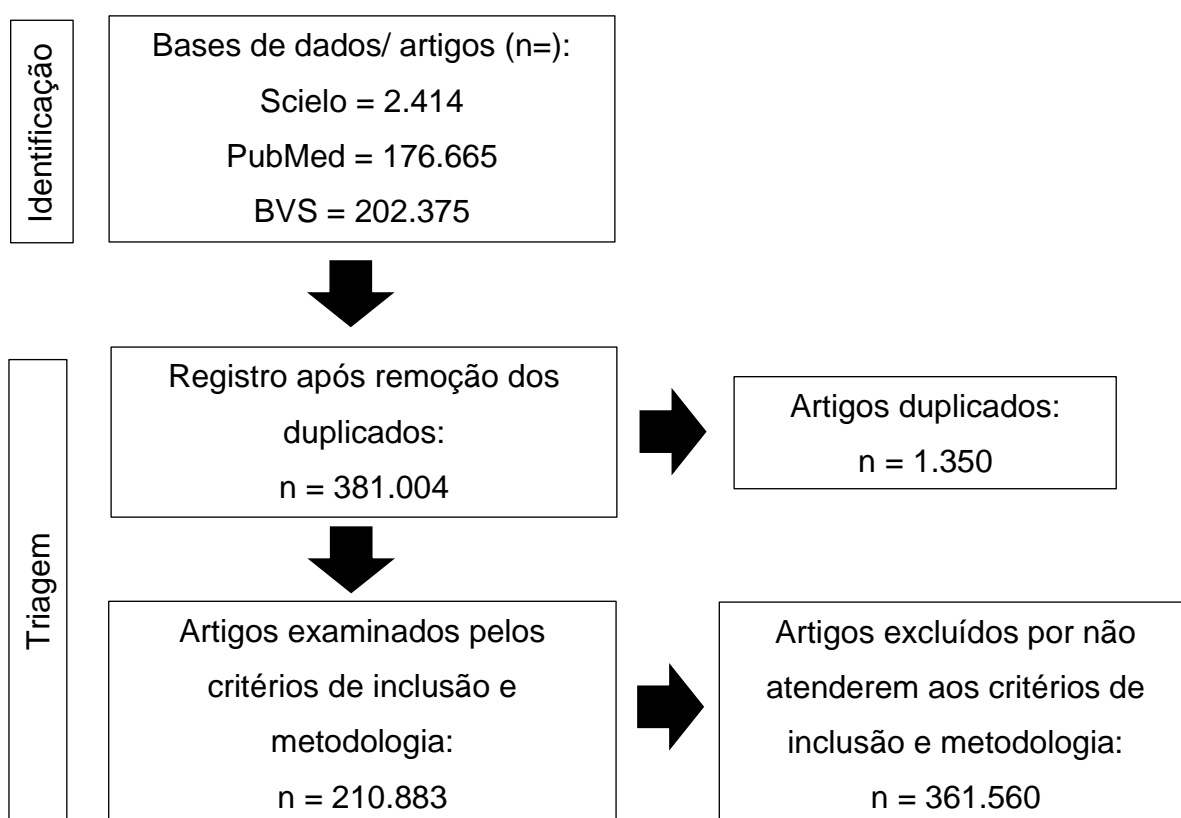 Identificação
Bases de dados/ artigos (n=):
Scielo = 2.414
PubMed = 176.665
BVS = 202.375
Triagem
Registro após remoção dos
duplicados:
n = 381.004
Artigos duplicados:
n = 1.350
Artigos examinados pelos
critérios de inclusão e
metodologia:
n = 210.883
Artigos excluídos por não
atenderem aos critérios de
inclusão e metodologia:
n = 361.560